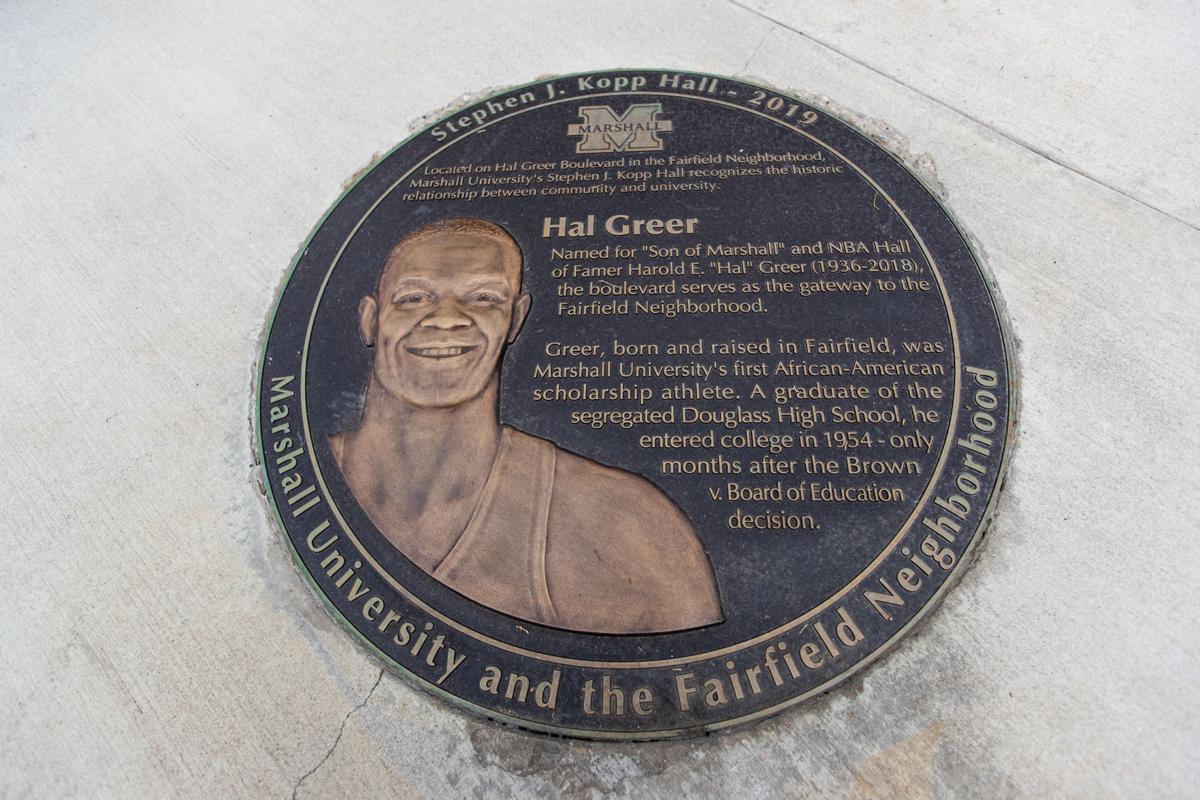 Stephen J. Kopp Hall - 2019
MARSHALL
Located on Hal Greer Boulevard in the Fairfield Neighborhood,
Marshall University's Stephen J. Kopp Hall recognizes the historic
relationship between community and university.
Hal Greer
Named for "Son of Marshall" and NBA Hall
of Famer Harold E. "Hal" Greer (1936-2018),
the boulevard serves as the gateway to the
Fairfield Neighborhood.
Greer, born and raised in Fairfield, was
Marshall University's first African-American
scholarship athlete. A graduate of the
segregated Douglass High School, he
entered college in 1954 - only
months after the Brown
v. Board of Education
decision.
Marshall University and the Fairfield Neighborhood